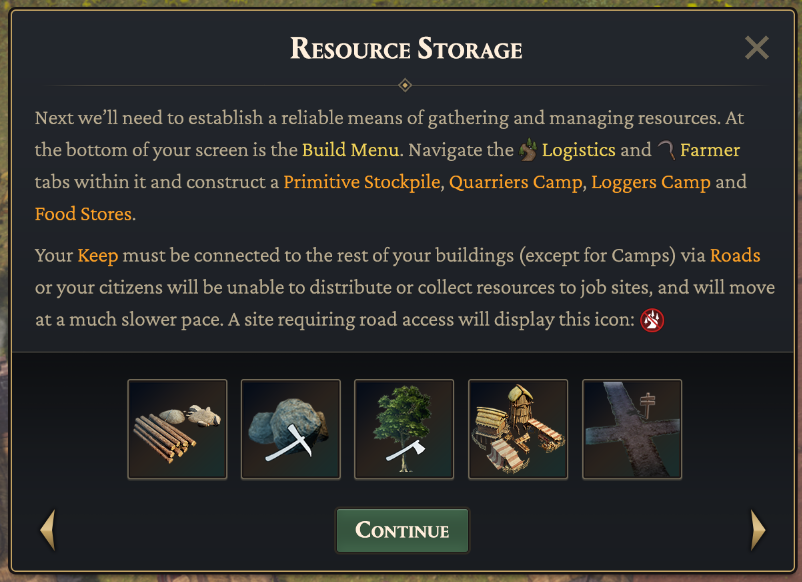 Resource Storage
Next we'll need to establish a reliable means of gathering and managing resources. At
the bottom of your screen is the Build Menu. Navigate the Logistics and Farmer
tabs within it and construct a Primitive Stockpile, Quarriers Camp, Loggers Camp and
Food Stores.
Your Keep must be connected to the rest of your buildings (except for Camps) via Roads
or your citizens will be unable to distribute or collect resources to job sites, and will move
at a much slower pace. A site requiring road access will display this icon:
Continue